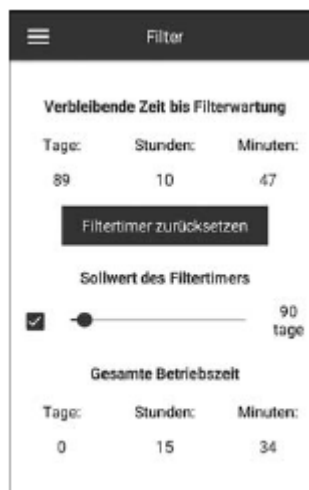 Filter
Verbleibende Zeit bis Filterwartung
Tage: Stunden: Minuten:
89 10 47
Filtertimer zurücksetzen
Sollwert des Filtertimers
90
tage
Gesamte Betriebszeit
Tage: Stunden: Minuten:
0 15 34